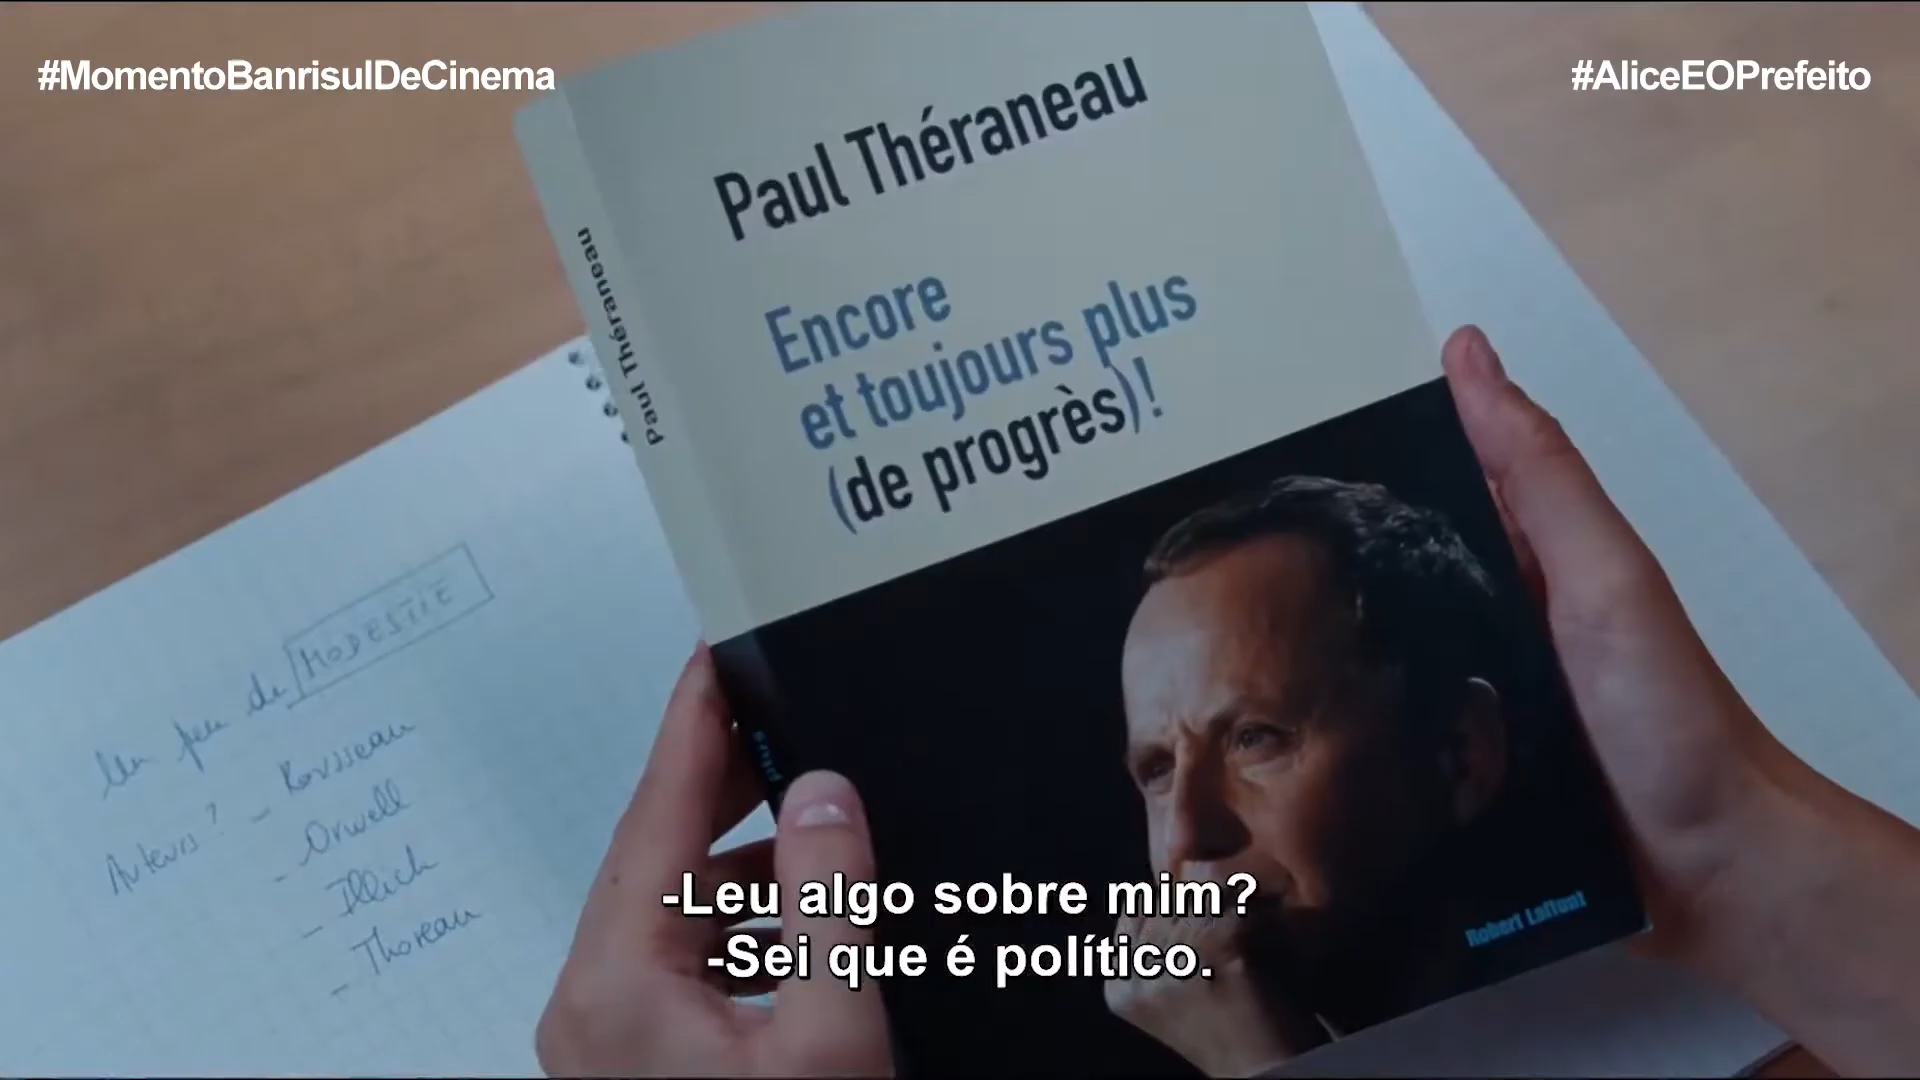 #MomentoBanrisulDeCinema
#AliceEOPrefeito
Paul Théraneau
Encore
et toujours plus
(de progrès)!
Paul Théraneau
plus
Robert Laffont
Un peu de MODESTIE
Auteurs? - Rousseau
- Orwell
- Illich
- Thoreau
-Leu algo sobre mim?
-Sei que é político.